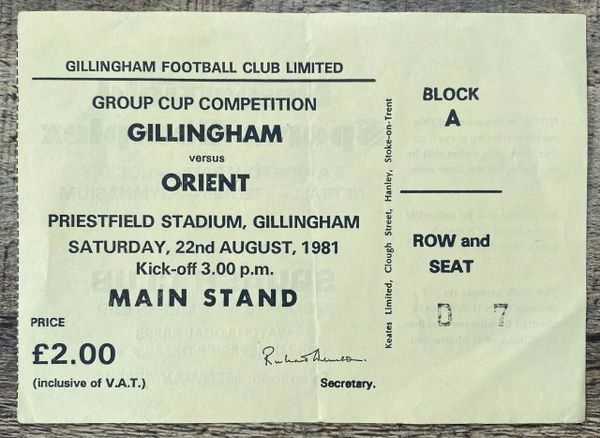 GILLINGHAM FOOTBALL CLUB LIMITED
GROUP CUP COMPETITION
GILLINGHAM
versus
ORIENT
PRIESTFIELD STADIUM, GILLINGHAM
SATURDAY, 22nd AUGUST, 1981
Kick-off 3.00 p.m.
MAIN STAND
PRICE
£2.00
(inclusive of V.A.T.)
Secretary.
Keates Limited, Clough Street, Hanley, Stoke-on-Trent
BLOCK
A
ROW and
SEAT
D 7